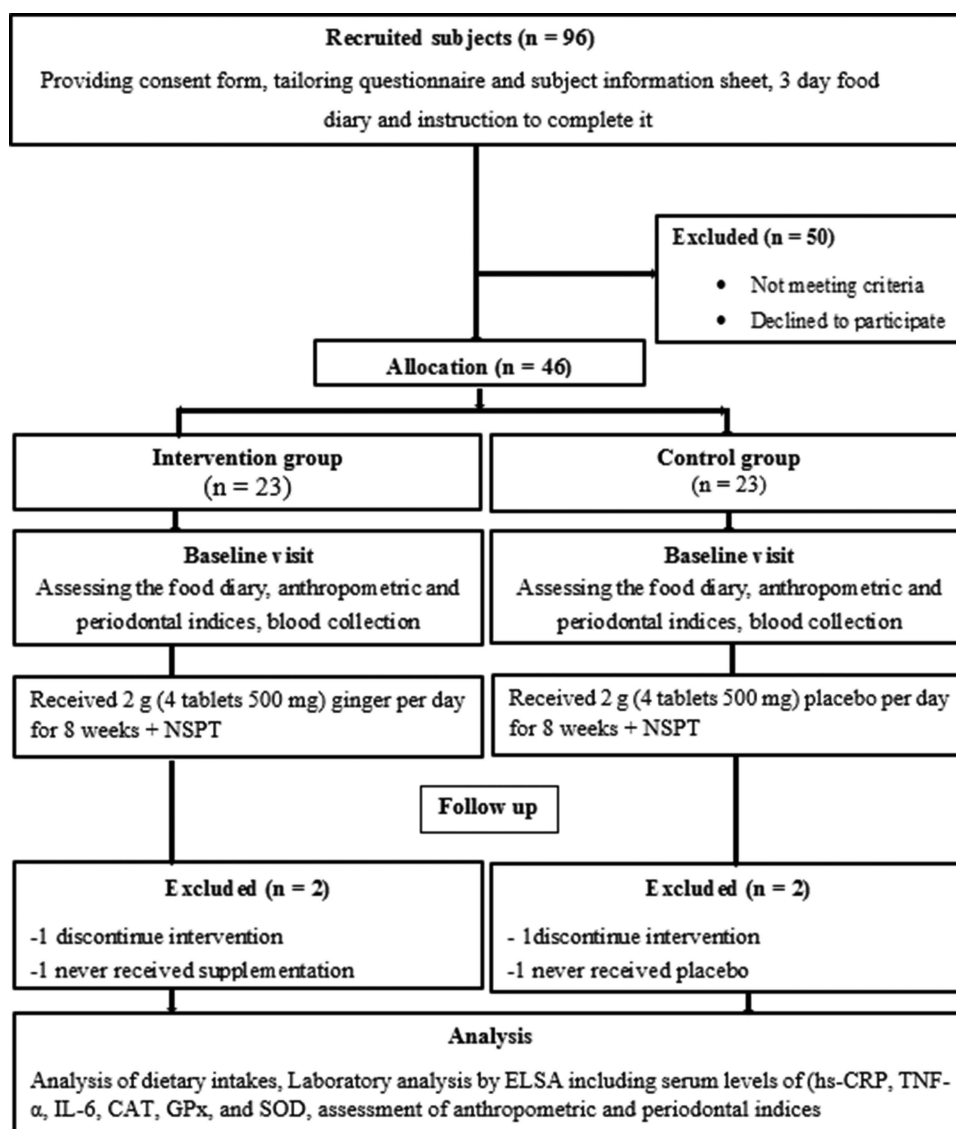 Recruited subjects (n = 96)
Providing consent form, tailoring questionnaire and subject information sheet, 3 day food
diary and instruction to complete it
Excluded (n = 50)
• Not meeting criteria
• Declined to participate
Allocation (n = 46)
Intervention group
(n = 23)
Control group
(n = 23)
Baseline visit
Assessing the food diary, anthropometric and
periodontal indices, blood collection
Baseline visit
Assessing the food diary, anthropometric and
periodontal indices, blood collection
Received 2 g (4 tablets 500 mg) ginger per day
for 8 weeks + NSPT
Received 2 g (4 tablets 500 mg) placebo per day
for 8 weeks + NSPT
Follow up
Excluded (n = 2)
-1 discontinue intervention
-1 never received supplementation
Excluded (n = 2)
- 1discontinue intervention
-1 never received placebo
Analysis
Analysis of dietary intakes, Laboratory analysis by ELSA including serum levels of (hs-CRP, TNF-
α, IL-6, CAT, GPx, and SOD, assessment of anthropometric and periodontal indices